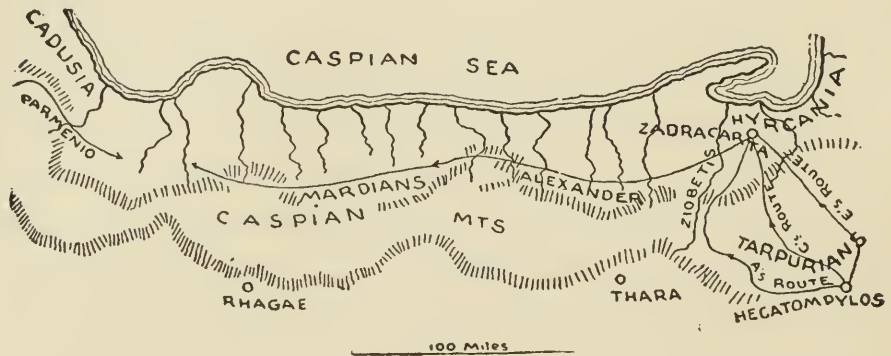 CADUSIA
CASPIAN SEA
PARMENIO
HYRCANIA
ZADRACARTA
MARDIANS
ALEXANDER
ZIOBETIS
C's ROUTE
E's ROUTE
CASPIAN MTS
TARPURIANS
A's ROUTE
RHAGAE
THARA
HECATOMPYLOS
100 Miles